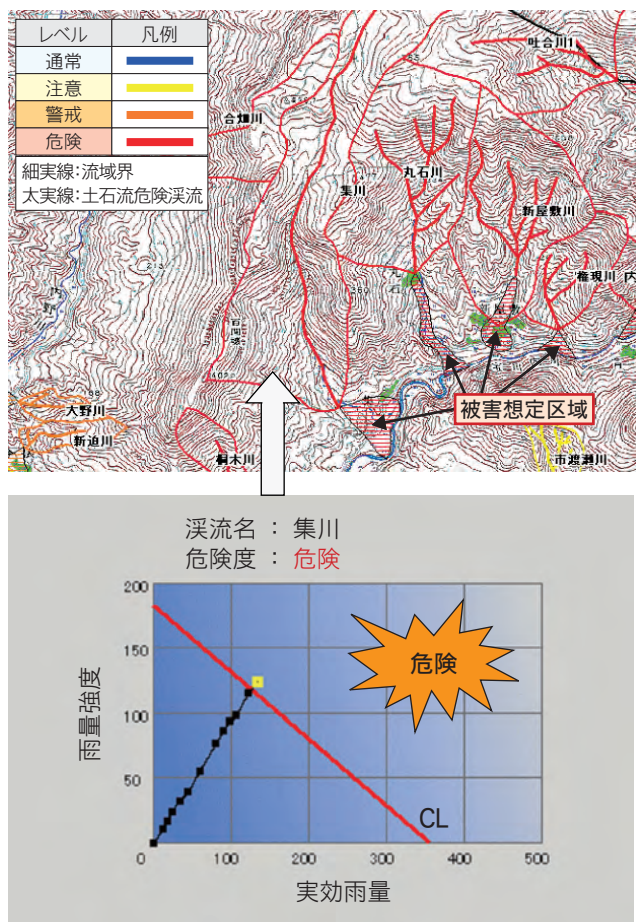 レベル 凡例
通常
注意
警戒
危険
細実線:流域界
太実線:土石流危険渓流
吐合川1
合畑川
集川
丸石川
新屋敷川
権現川
内
大野川
新迫川
桐木川
市渡瀬川
被害想定区域
渓流名 : 集川
危険度 : 危険
200
150
100
50
0 100 200 300 400 500
雨量強度
実効雨量
危険
CL